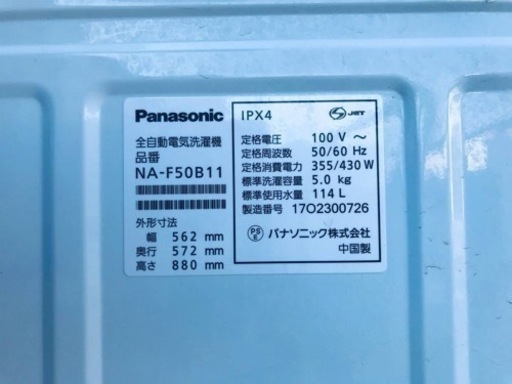 Panasonic
全自動電気洗濯機
品番
NA-F50B11
外形寸法
幅 562 mm
奥行 572 mm
高さ 880 mm
IPX4
S JET
定格電圧 100 V ~
定格周波数 50/60 Hz
定格消費電力 355/430 W
標準洗濯容量 5.0 kg
標準使用水量 114 L
製造番号 17O2300726
PS E パナソニック株式会社
中国製